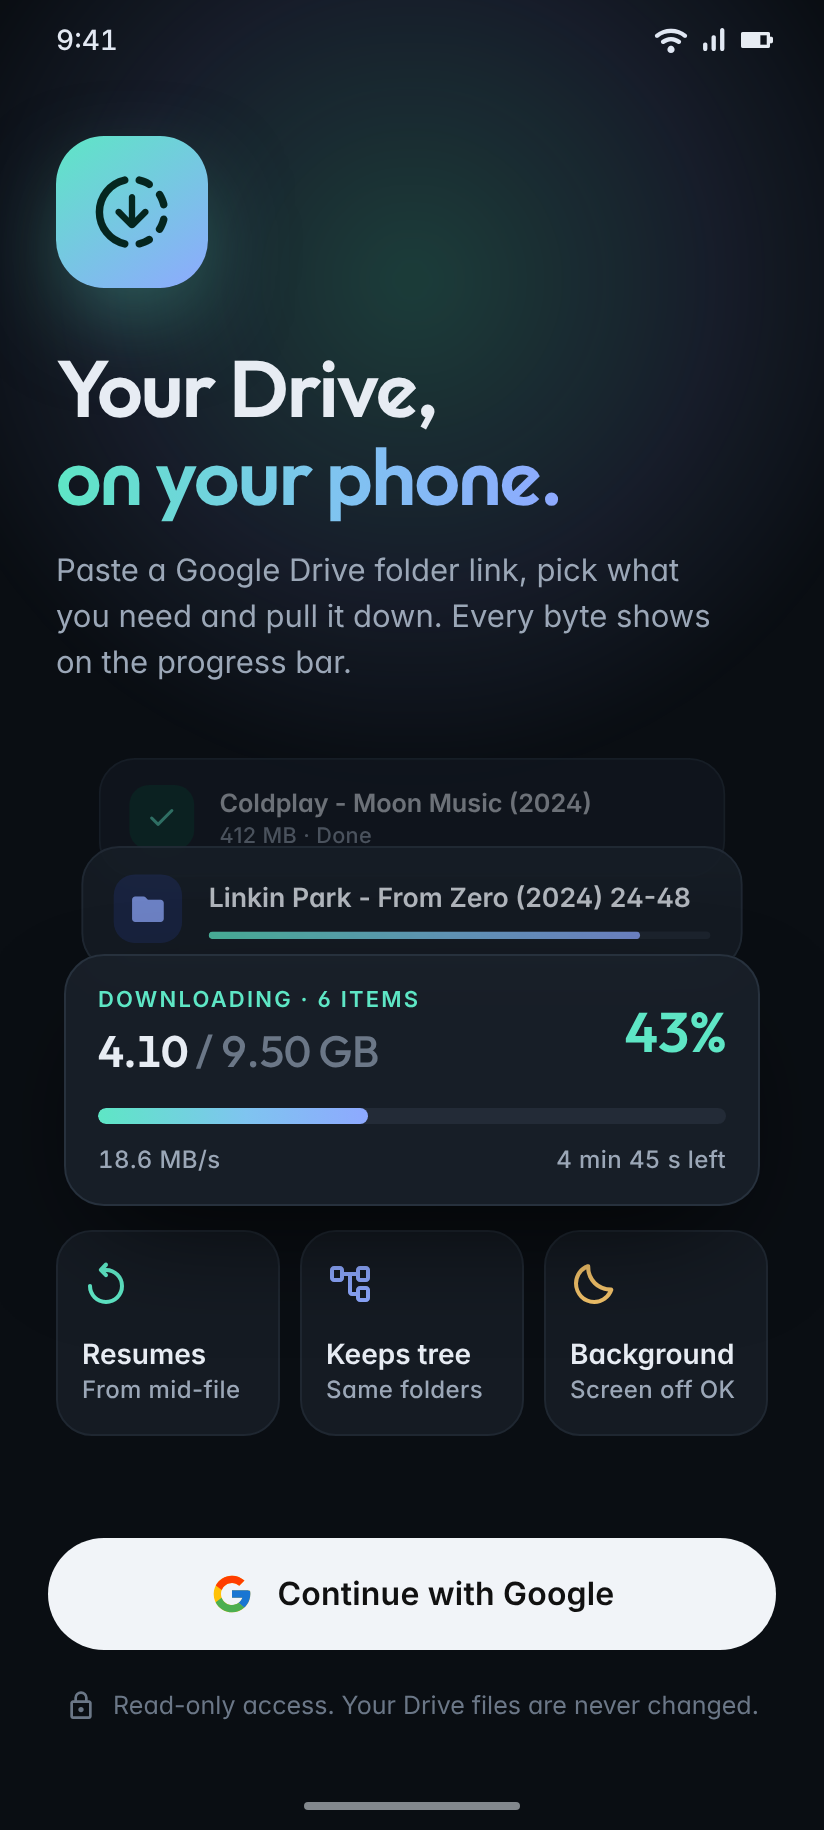 9:41
Your Drive,
on your phone.
Paste a Google Drive folder link, pick what
you need and pull it down. Every byte shows
on the progress bar.
Coldplay - Moon Music (2024)
412 MB · Done
Linkin Park - From Zero (2024) 24-48
DOWNLOADING · 6 ITEMS
4.10 / 9.50 GB
43%
18.6 MB/s
4 min 45 s left
Resumes
From mid-file
Keeps tree
Same folders
Background
Screen off OK
Continue with Google
Read-only access. Your Drive files are never changed.